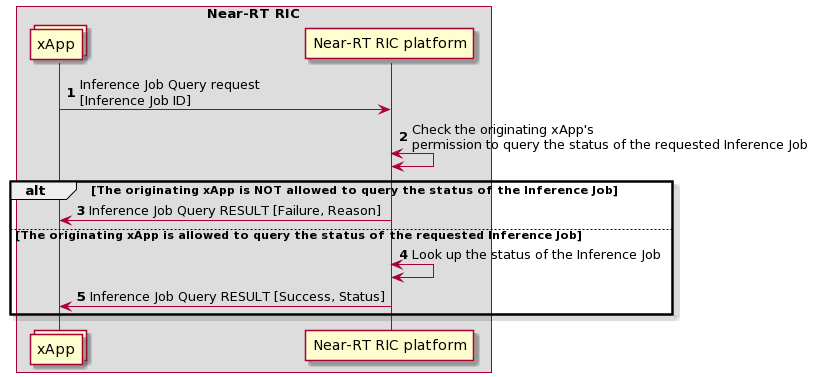 Near-RT RIC
xApp
Near-RT RIC platform
1 Inference Job Query request
[Inference Job ID]
2 Check the originating xApp's
permission to query the status of the requested Inference Job
alt [The originating xApp is NOT allowed to query the status of the Inference Job]
3 Inference Job Query RESULT [Failure, Reason]
[The originating xApp is allowed to query the status of the requested Inference Job]
4 Look up the status of the Inference Job
5 Inference Job Query RESULT [Success, Status]
xApp
Near-RT RIC platform